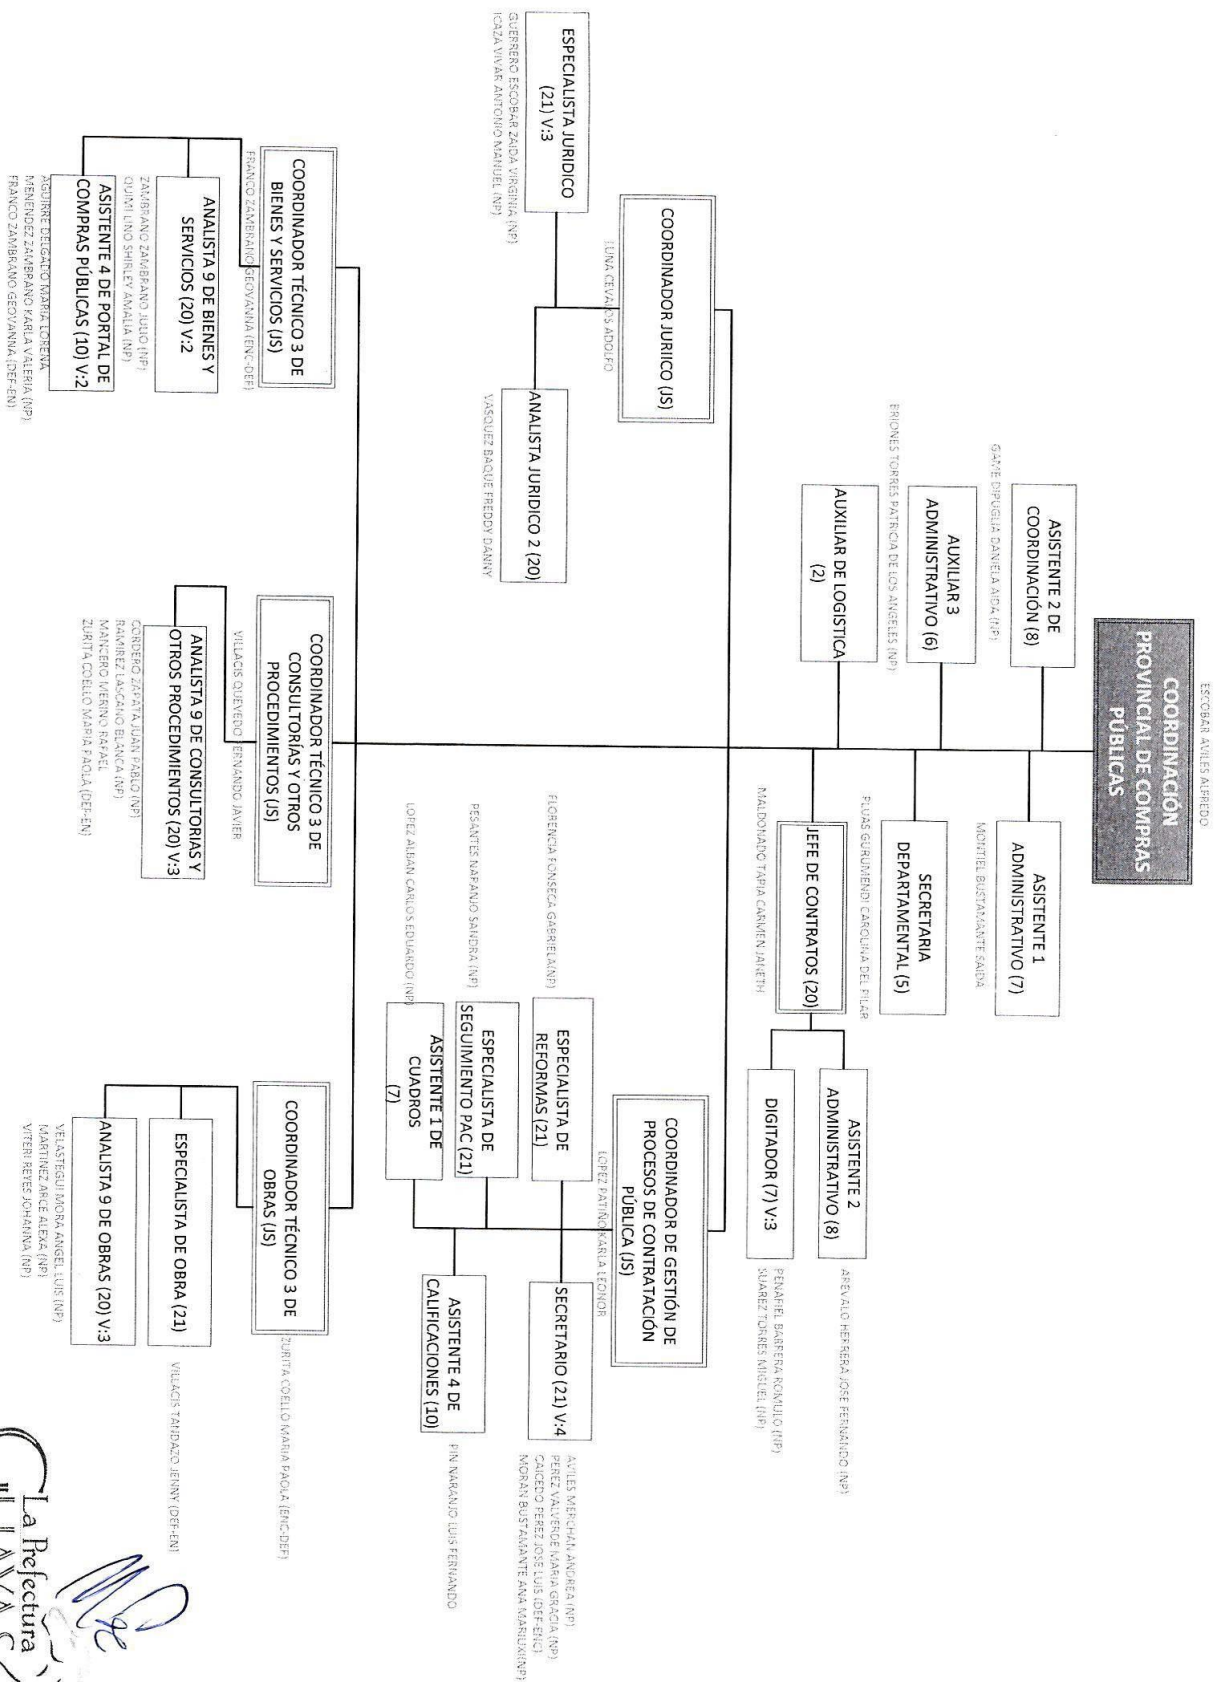 ESCOBAR AVILES ALFREDO
COORDINACIÓN
PROVINCIAL DE COMPRAS
PÚBLICAS
ASISTENTE 2 DE
COORDINACIÓN (8)
GAME DIPUGLIA DANIELA AIDA (NP)
ASISTENTE 1
ADMINISTRATIVO (7)
MONTIEL BUSTAMANTE SAIDA
AUXILIAR 3
ADMINISTRATIVO (6)
BRIONES TORRES PATRICIA DE LOS ANGELES (NP)
SECRETARIA
DEPARTAMENTAL (5)
PLUAS GURUMENDI CAROLINA DEL PILAR
AUXILIAR DE LOGISTICA
(2)
JEFE DE CONTRATOS (20)
MALDONADO TAPIA CARMEN JANETH
ASISTENTE 2
ADMINISTRATIVO (8)
AREVALO HERRERA JOSE FERNANDO (NP)
DIGITADOR (7) V:3
PEÑAFIEL BARRERA ROMULO (NP)
SUAREZ TORRES MIGUEL (NP)
COORDINADOR JURIICO (JS)
LUNA CEVALOS ADOLFO
ESPECIALISTA JURIDICO
(21) V:3
GUERRERO ESCOBAR ZAIDA VIRGINIA (NP)
ICAZA VIVAR ANTONIO MANUEL (NP)
ANALISTA JURIDICO 2 (20)
VASQUEZ BAQUE FREDDY DANNY
COORDINADOR DE GESTIÓN DE
PROCESOS DE CONTRATACIÓN
PÚBLICA (JS)
LOPEZ PATIÑO KARLA LEONOR
ESPECIALISTA DE
REFORMAS (21)
FLORENCIA FONSECA GABRIELA(NP)
SECRETARIO (21) V:4
AVILES MERCHAN ANDREA (NP)
PEREZ VALVERDE MARIA GRACIA (NP)
CAICEDO PEREZ JOSE LUIS (DEF-ENC)
MORAN BUSTAMANTE ANA MARIUXI(NP)
ESPECIALISTA DE
SEGUIMIENTO PAC (21)
PESANTES NARANJO SANDRA (NP)
ASISTENTE 1 DE
CUADROS
(7)
LOPEZ ALBAN CARLOS EDUARDO (NP)
ASISTENTE 4 DE
CALIFICACIONES (10)
PIN NARANJO LUIS FERNANDO
COORDINADOR TÉCNICO 3 DE
BIENES Y SERVICIOS (JS)
FRANCO ZAMBRANO GEOVANNA (ENC-DEF)
ANALISTA 9 DE BIENES Y
SERVICIOS (20) V:2
ZAMBRANO ZAMBRANO JULIO (NP)
QUIMI LINO SHIRLEY AMALIA (NP)
ASISTENTE 4 DE PORTAL DE
COMPRAS PÚBLICAS (10) V:2
AGUIRRE DELGADO MARIA LORENA
MENENDEZ ZAMBRANO KARLA VALERIA (NP)
FRANCO ZAMBRANO GEOVANNA (DEF-EN)
COORDINADOR TÉCNICO 3 DE
CONSULTORÍAS Y OTROS
PROCEDIMIENTOS (JS)
VILLACIS QUEVEDO FERNANDO JAVIER
ANALISTA 9 DE CONSULTORIAS Y
OTROS PROCEDIMIENTOS (20) V:3
CORDERO ZAPATA JUAN PABLO (NP)
RAMIREZ LASCANO BLANCA (NP)
MANCERO MERINO RAFAEL
ZURITA COELLO MARIA PAOLA (DEF-EN)
COORDINADOR TÉCNICO 3 DE
OBRAS (JS)
ZURITA COELLO MARIA PAOLA (ENC-DEF)
ESPECIALISTA DE OBRA (21)
VILLACIS TANDAZO JENNY (DEF-EN)
ANALISTA 9 DE OBRAS (20) V:3
VELASTEGUI MORA ANGEL LUIS (NP)
MARTINEZ ARCE ALEXA (NP)
VITERI REYES JOHANNA (NP)
La Prefectura